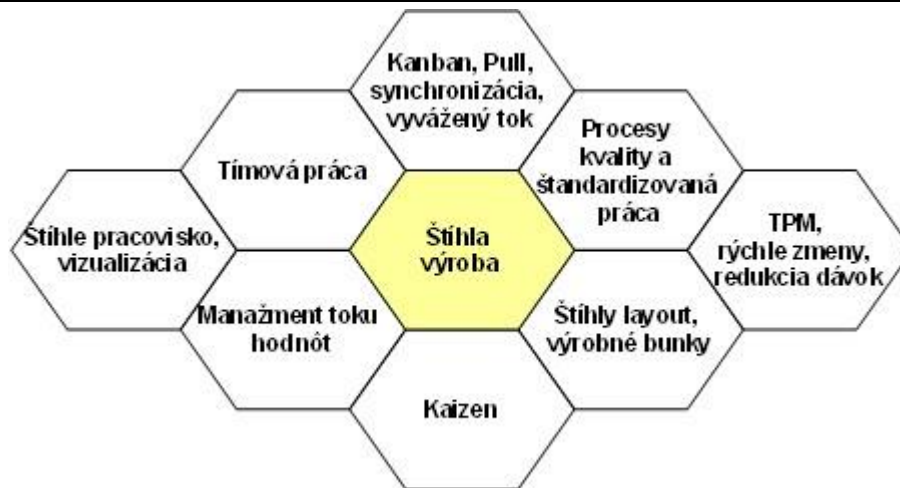 Kanban, Pull,
synchronizácia,
vyvážený tok
Procesy
kvality a
štandardizovaná
práca
Tímová práca
Štíhle pracovisko,
vizualizácia
Štíhla
výroba
TPM,
rýchle zmeny,
redukcia dávok
Manažment toku
hodnôt
Štíhly layout,
výrobné bunky
Kaizen